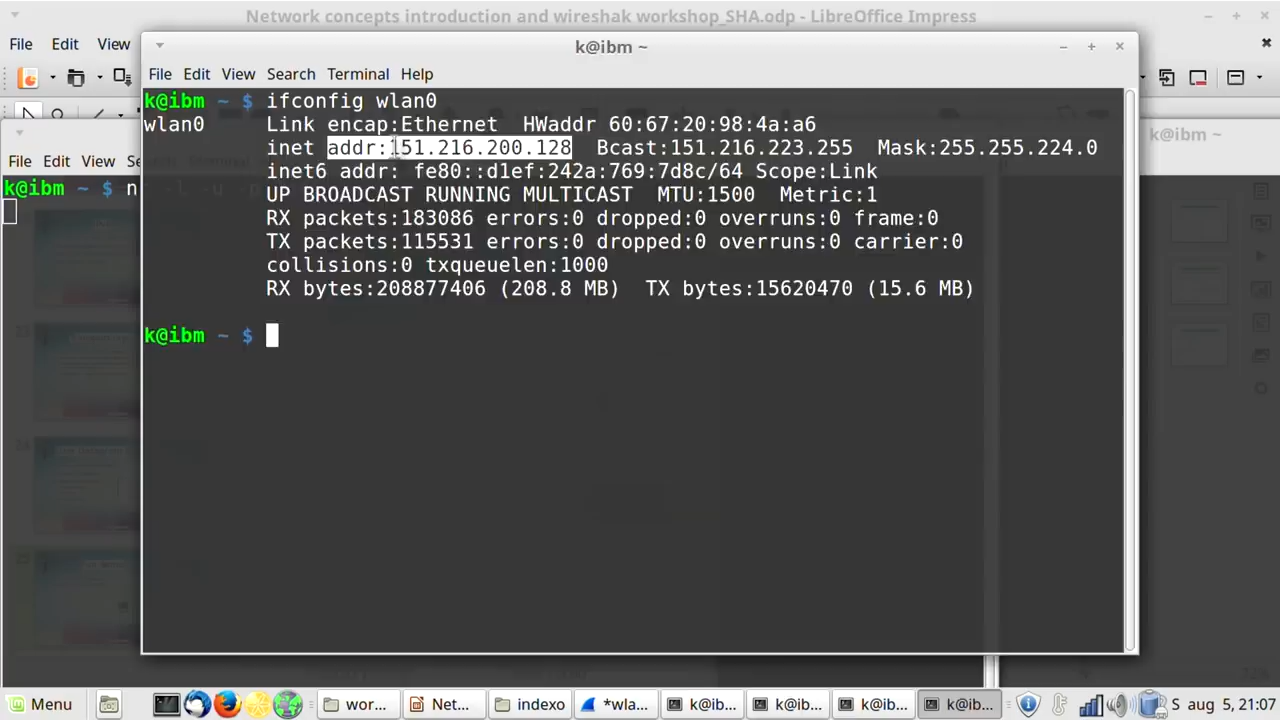 Network concepts introduction and wireshak workshop_SHA.odp - LibreOffice Impress
File Edit View
k@ibm ~
File Edit View Search Terminal Help
k@ibm ~ $ ifconfig wlan0
wlan0 Link encap:Ethernet HWaddr 60:67:20:98:4a:a6
inet addr:151.216.200.128 Bcast:151.216.223.255 Mask:255.255.224.0
inet6 addr: fe80::d1ef:242a:769:7d8c/64 Scope:Link
UP BROADCAST RUNNING MULTICAST MTU:1500 Metric:1
RX packets:183086 errors:0 dropped:0 overruns:0 frame:0
TX packets:115531 errors:0 dropped:0 overruns:0 carrier:0
collisions:0 txqueuelen:1000
RX bytes:208877406 (208.8 MB) TX bytes:15620470 (15.6 MB)
k@ibm ~ $
k@ibm ~
File Edit View Search Terminal
k@ibm ~ $ nc -l -u -p
Menu wor... Net... indexo *wla... k@ib... k@ib... k@ib... k@ib... S aug 5, 21:07